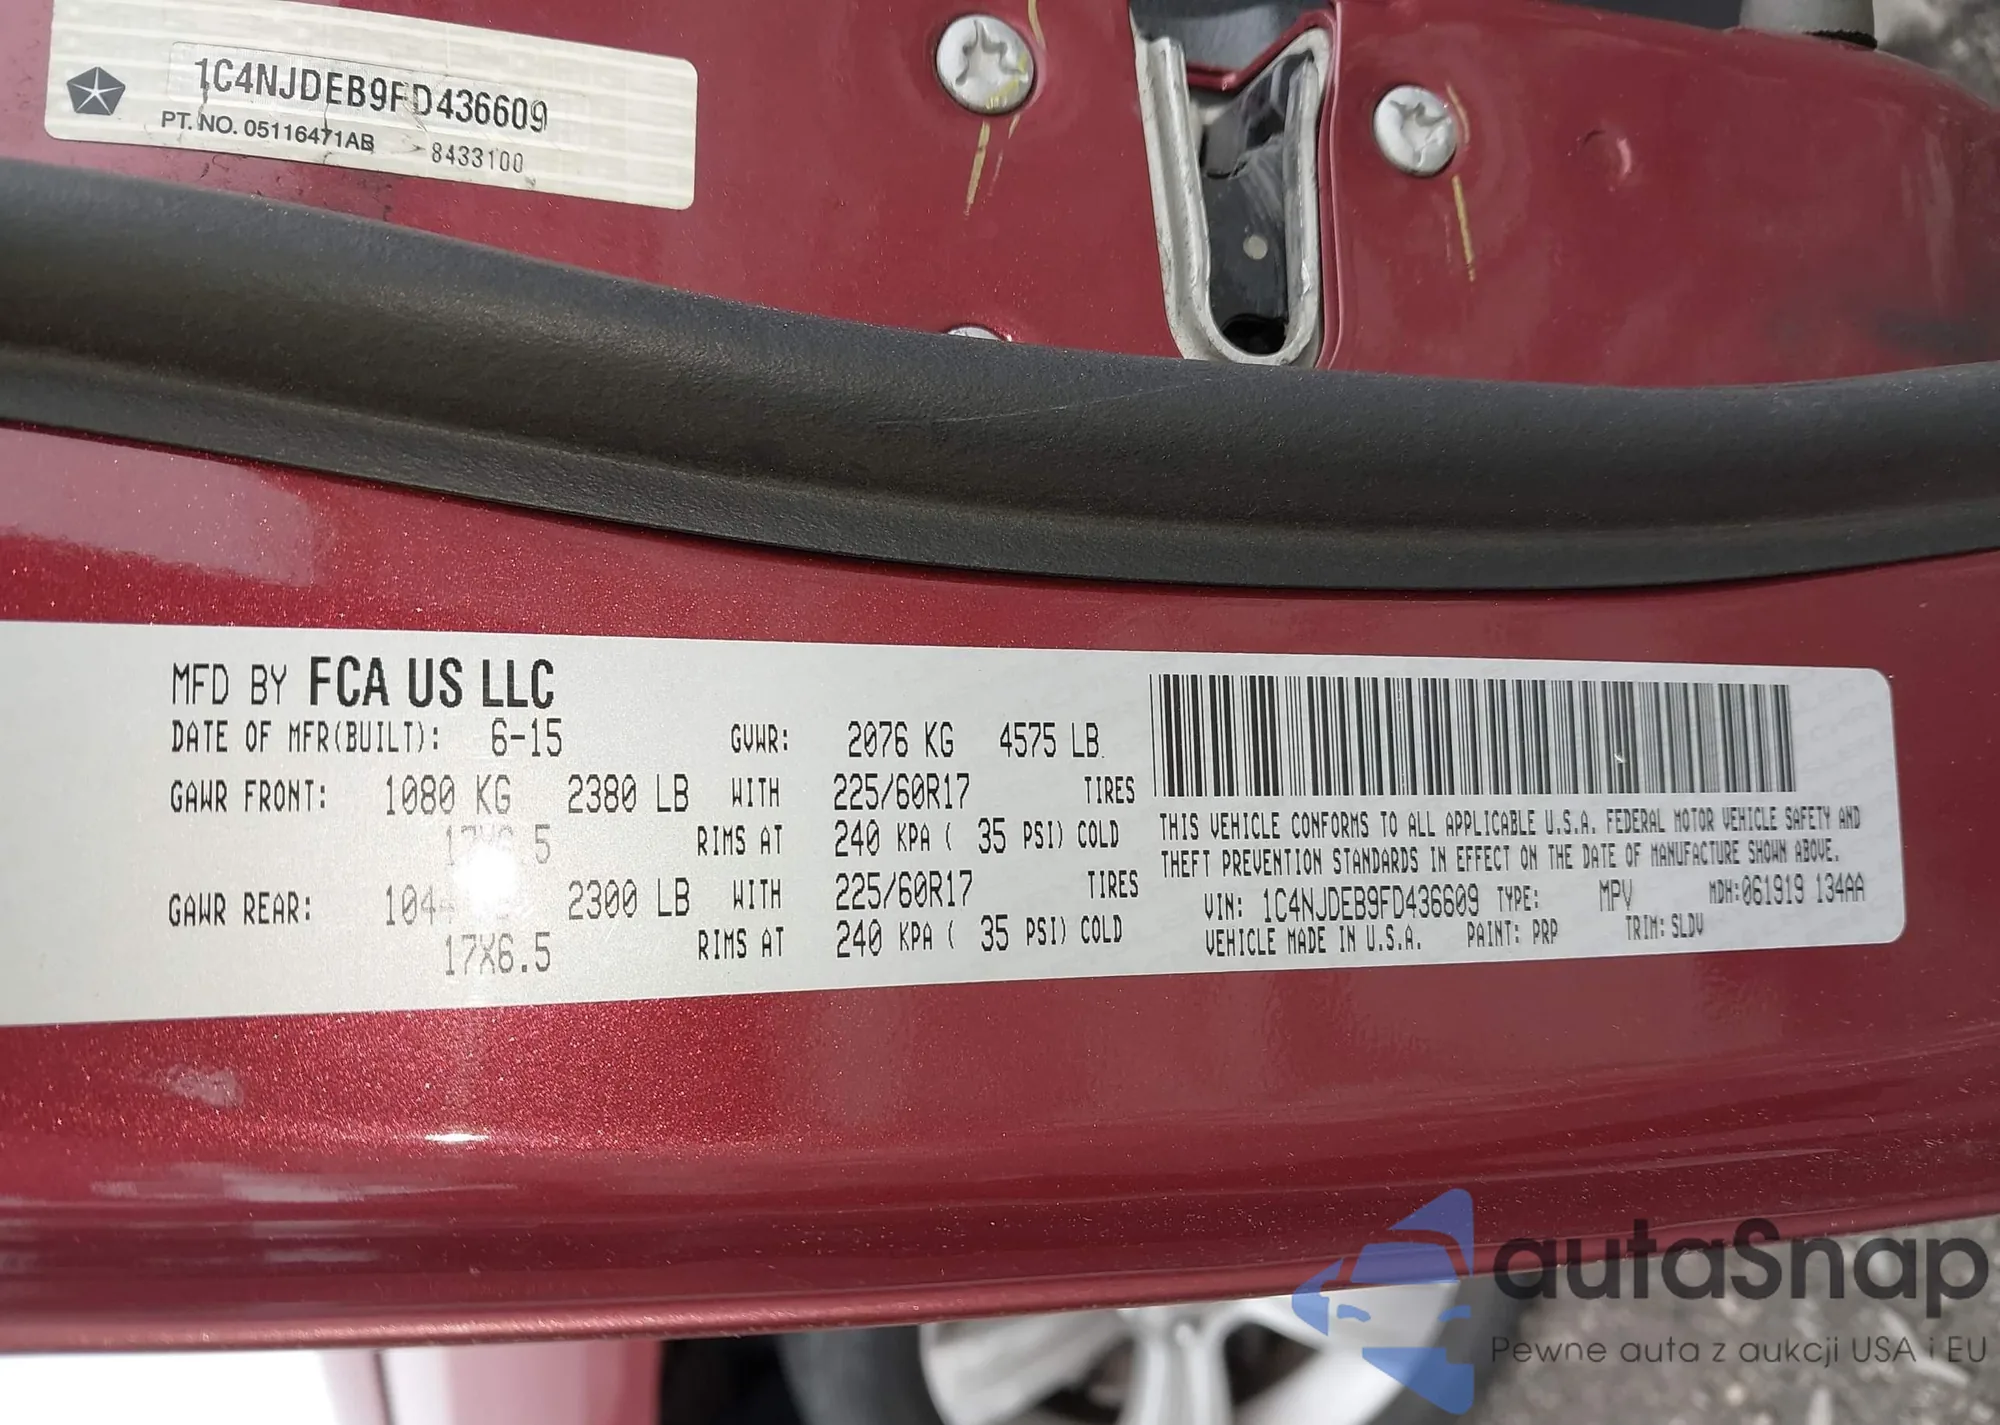 1C4NJDEB9FD436609
PT. NO. 05116471AB 8433100
MFD BY FCA US LLC
DATE OF MFR(BUILT): 6-15 GVWR: 2076 KG 4575 LB
GAWR FRONT: 1080 KG 2380 LB WITH 225/60R17 TIRES
RIMS AT 240 KPA ( 35 PSI) COLD
GAWR REAR: 2300 LB WITH 225/60R17 TIRES
17X6.5 RIMS AT 240 KPA ( 35 PSI) COLD
THIS VEHICLE CONFORMS TO ALL APPLICABLE U.S.A. FEDERAL MOTOR VEHICLE SAFETY AND
THEFT PREVENTION STANDARDS IN EFFECT ON THE DATE OF MANUFACTURE SHOWN ABOVE.
VIN: 1C4NJDEB9FD436609 TYPE: MPV MDH:061919 134AA
VEHICLE MADE IN U.S.A. PAINT: PRP TRIM: SLDV
autaSnap
Pewne auta z aukcji USA i EU